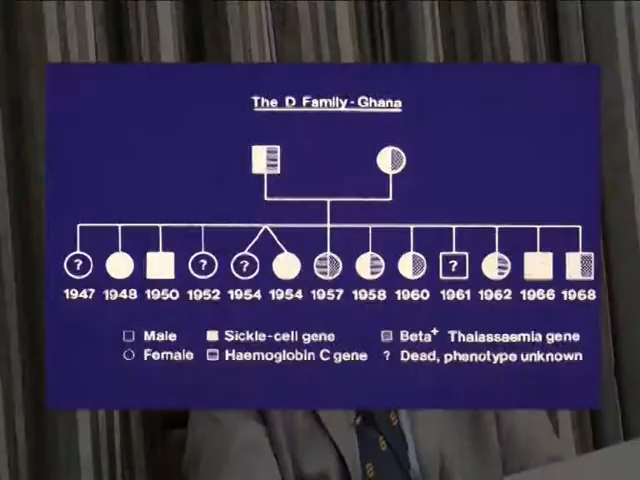 The D Family-Ghana
? ? ? ?
1947 1948 1950 1952 1954 1954 1957 1958 1960 1961 1962 1966 1968
Male Sickle-cell gene Beta+ Thalassaemia gene
Female Haemoglobin C gene ? Dead, phenotype unknown